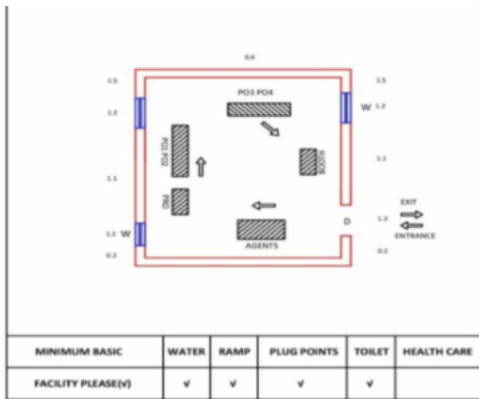 6.6
1.5
1.5
PO3 PO4
1.2
W 1.2
PO1 PO2
BOOTH
1.1
1.1
PRO
EXIT
1.2 W
D
1.2
ENTRANCE
AGENTS
0.2
0.2
MINIMUM BASIC WATER RAMP PLUG POINTS TOILET HEALTH CARE
FACILITY PLEASE(√) √ √ √ √